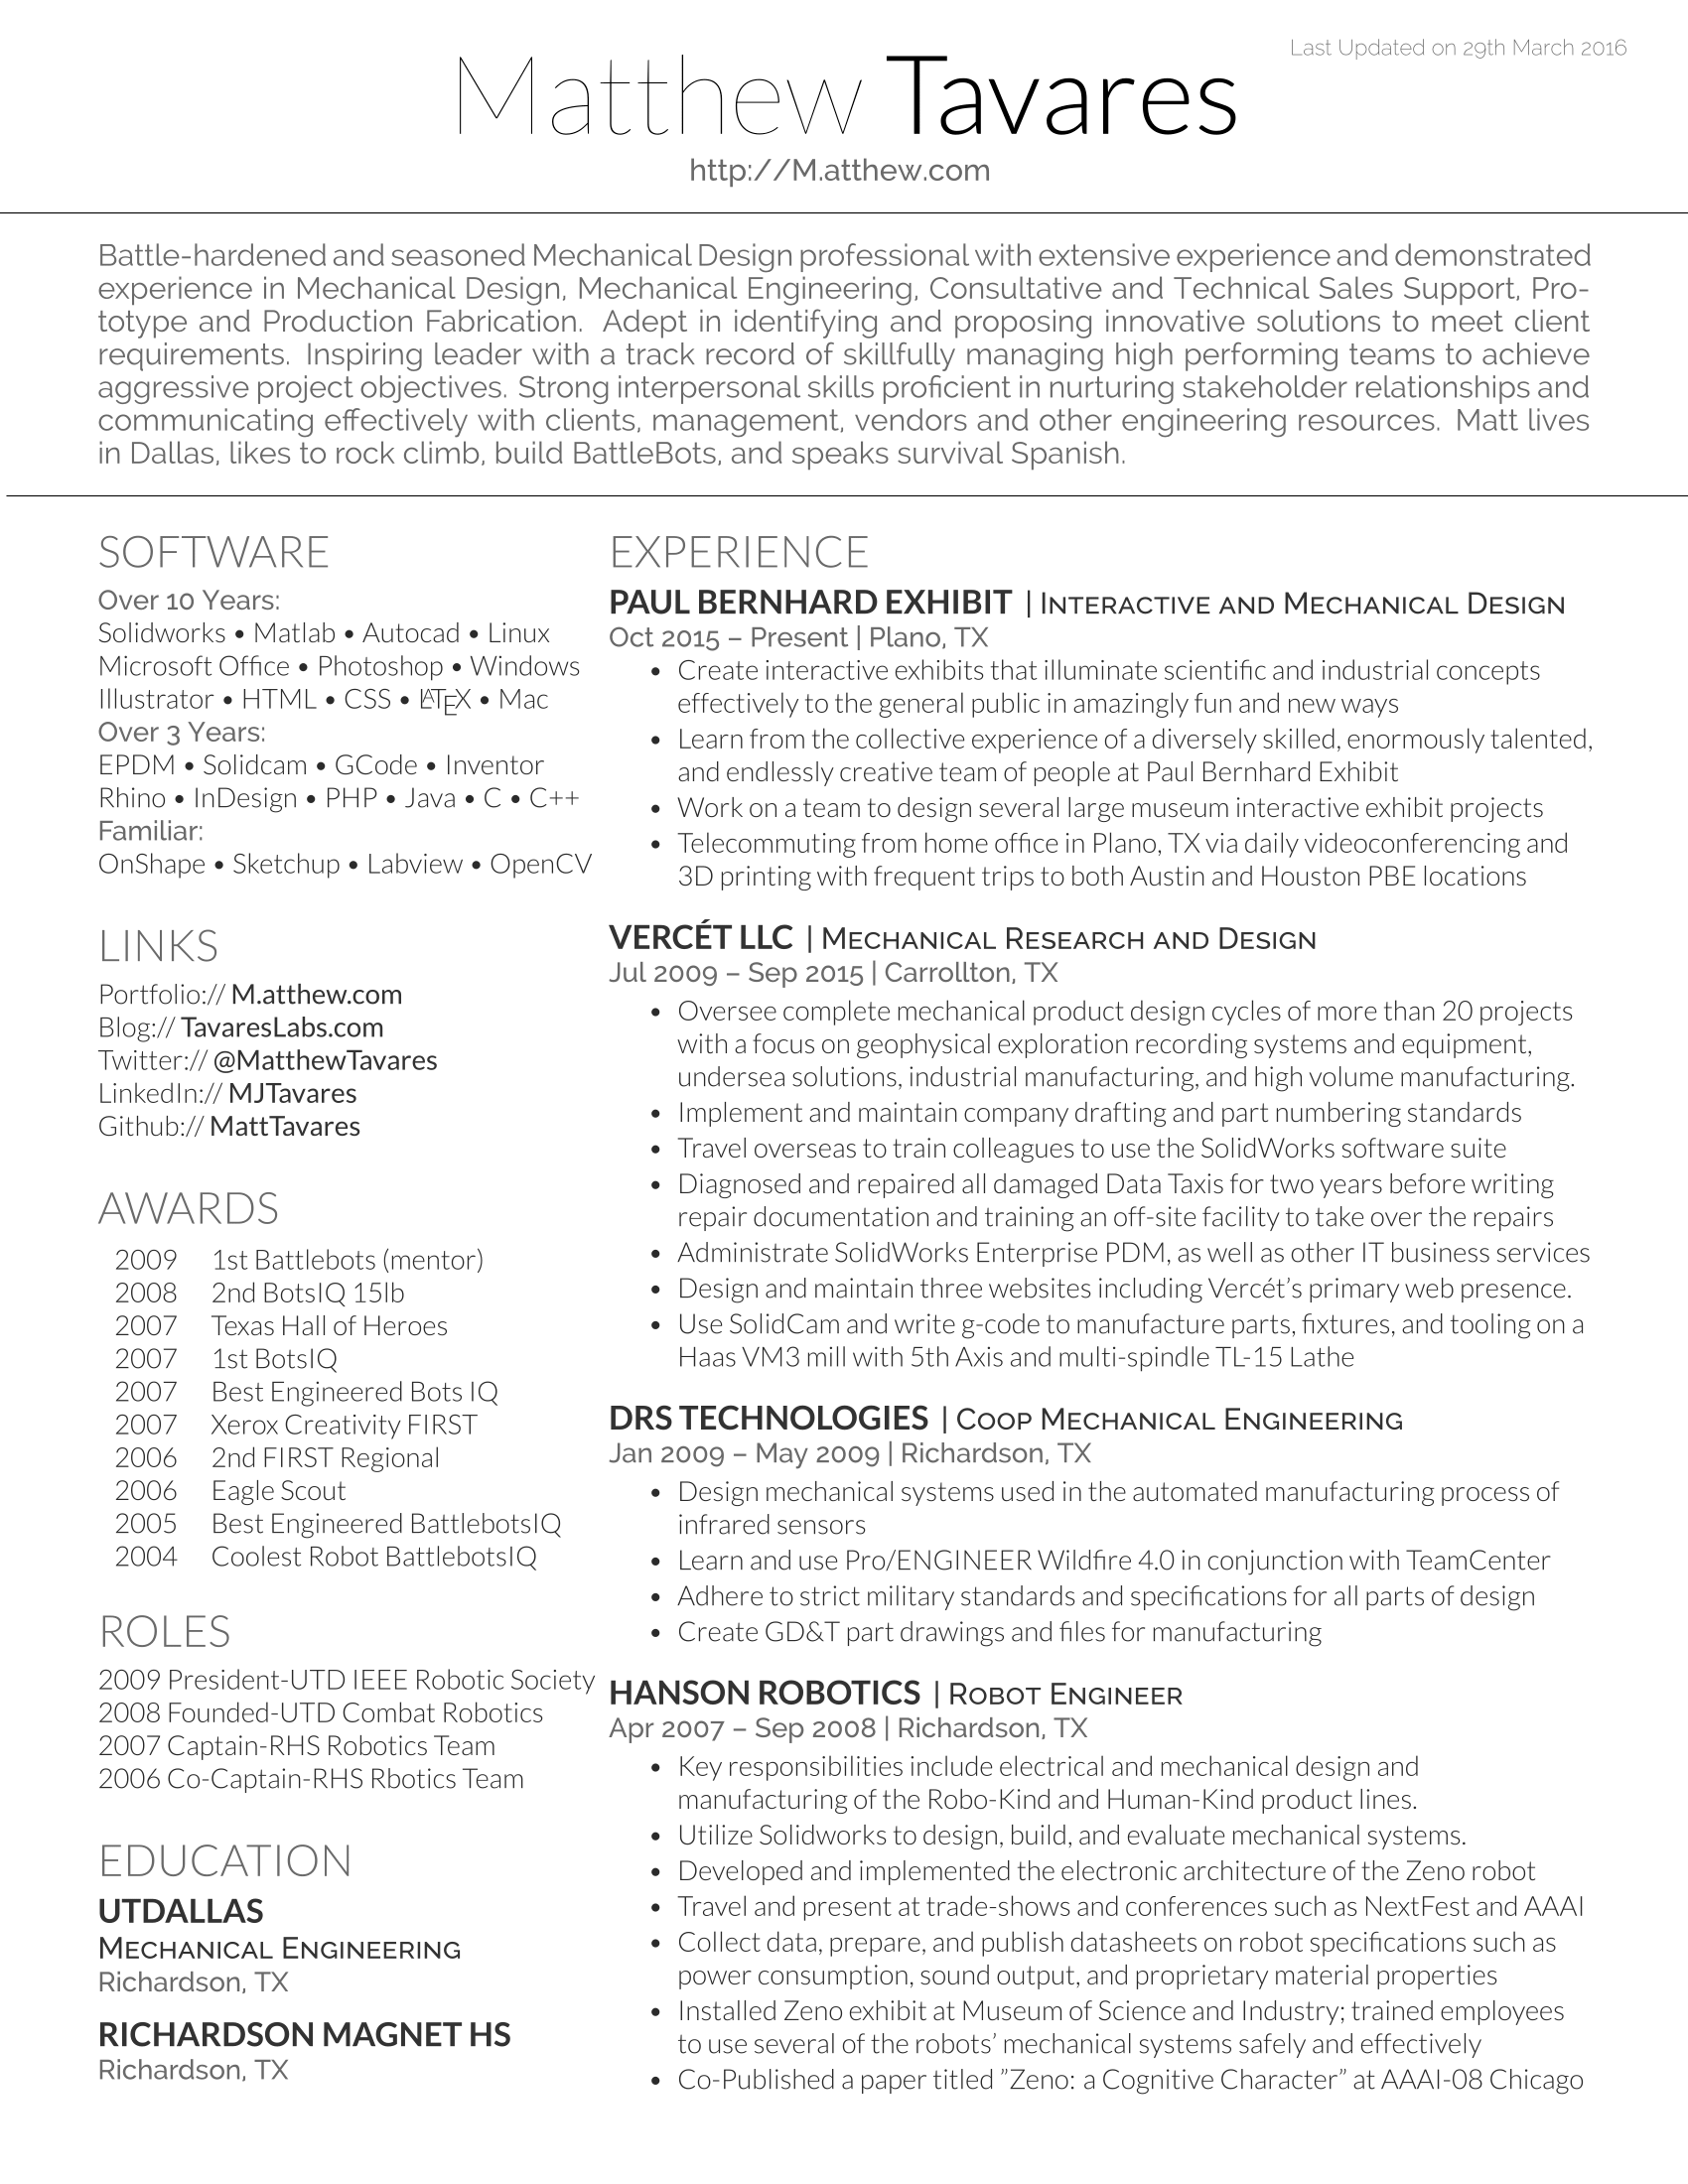 Last Updated on 29th March 2016
Matthew Tavares
http://M.atthew.com
Battle-hardened and seasoned Mechanical Design professional with extensive experience and demonstrated
experience in Mechanical Design, Mechanical Engineering, Consultative and Technical Sales Support, Pro-
totype and Production Fabrication. Adept in identifying and proposing innovative solutions to meet client
requirements. Inspiring leader with a track record of skillfully managing high performing teams to achieve
aggressive project objectives. Strong interpersonal skills proficient in nurturing stakeholder relationships and
communicating effectively with clients, management, vendors and other engineering resources. Matt lives
in Dallas, likes to rock climb, build BattleBots, and speaks survival Spanish.
SOFTWARE
Over 10 Years:
Solidworks • Matlab • Autocad • Linux
Microsoft Office • Photoshop • Windows
Illustrator • HTML • CSS • LATEX • Mac
Over 3 Years:
EPDM • Solidcam • GCode • Inventor
Rhino • InDesign • PHP • Java • C • C++
Familiar:
OnShape • Sketchup • Labview • OpenCV
LINKS
Portfolio:// M.atthew.com
Blog:// TavaresLabs.com
Twitter:// @MatthewTavares
LinkedIn:// MJTavares
Github:// MattTavares
AWARDS
2009 1st Battlebots (mentor)
2008 2nd BotsIQ 15lb
2007 Texas Hall of Heroes
2007 1st BotsIQ
2007 Best Engineered Bots IQ
2007 Xerox Creativity FIRST
2006 2nd FIRST Regional
2006 Eagle Scout
2005 Best Engineered BattlebotsIQ
2004 Coolest Robot BattlebotsIQ
ROLES
2009 President-UTD IEEE Robotic Society
2008 Founded-UTD Combat Robotics
2007 Captain-RHS Robotics Team
2006 Co-Captain-RHS Rbotics Team
EDUCATION
UTDALLAS
MECHANICAL ENGINEERING
Richardson, TX
RICHARDSON MAGNET HS
Richardson, TX
EXPERIENCE
PAUL BERNHARD EXHIBIT | INTERACTIVE AND MECHANICAL DESIGN
Oct 2015 – Present | Plano, TX
• Create interactive exhibits that illuminate scientific and industrial concepts
effectively to the general public in amazingly fun and new ways
• Learn from the collective experience of a diversely skilled, enormously talented,
and endlessly creative team of people at Paul Bernhard Exhibit
• Work on a team to design several large museum interactive exhibit projects
• Telecommuting from home office in Plano, TX via daily videoconferencing and
3D printing with frequent trips to both Austin and Houston PBE locations
VERCÉT LLC | MECHANICAL RESEARCH AND DESIGN
Jul 2009 – Sep 2015 | Carrollton, TX
• Oversee complete mechanical product design cycles of more than 20 projects
with a focus on geophysical exploration recording systems and equipment,
undersea solutions, industrial manufacturing, and high volume manufacturing.
• Implement and maintain company drafting and part numbering standards
• Travel overseas to train colleagues to use the SolidWorks software suite
• Diagnosed and repaired all damaged Data Taxis for two years before writing
repair documentation and training an off-site facility to take over the repairs
• Administrate SolidWorks Enterprise PDM, as well as other IT business services
• Design and maintain three websites including Vercét's primary web presence.
• Use SolidCam and write g-code to manufacture parts, fixtures, and tooling on a
Haas VM3 mill with 5th Axis and multi-spindle TL-15 Lathe
DRS TECHNOLOGIES | COOP MECHANICAL ENGINEERING
Jan 2009 – May 2009 | Richardson, TX
• Design mechanical systems used in the automated manufacturing process of
infrared sensors
• Learn and use Pro/ENGINEER Wildfire 4.0 in conjunction with TeamCenter
• Adhere to strict military standards and specifications for all parts of design
• Create GD&T part drawings and files for manufacturing
HANSON ROBOTICS | ROBOT ENGINEER
Apr 2007 – Sep 2008 | Richardson, TX
• Key responsibilities include electrical and mechanical design and
manufacturing of the Robo-Kind and Human-Kind product lines.
• Utilize Solidworks to design, build, and evaluate mechanical systems.
• Developed and implemented the electronic architecture of the Zeno robot
• Travel and present at trade-shows and conferences such as NextFest and AAAI
• Collect data, prepare, and publish datasheets on robot specifications such as
power consumption, sound output, and proprietary material properties
• Installed Zeno exhibit at Museum of Science and Industry; trained employees
to use several of the robots' mechanical systems safely and effectively
• Co-Published a paper titled ”Zeno: a Cognitive Character” at AAAI-08 Chicago